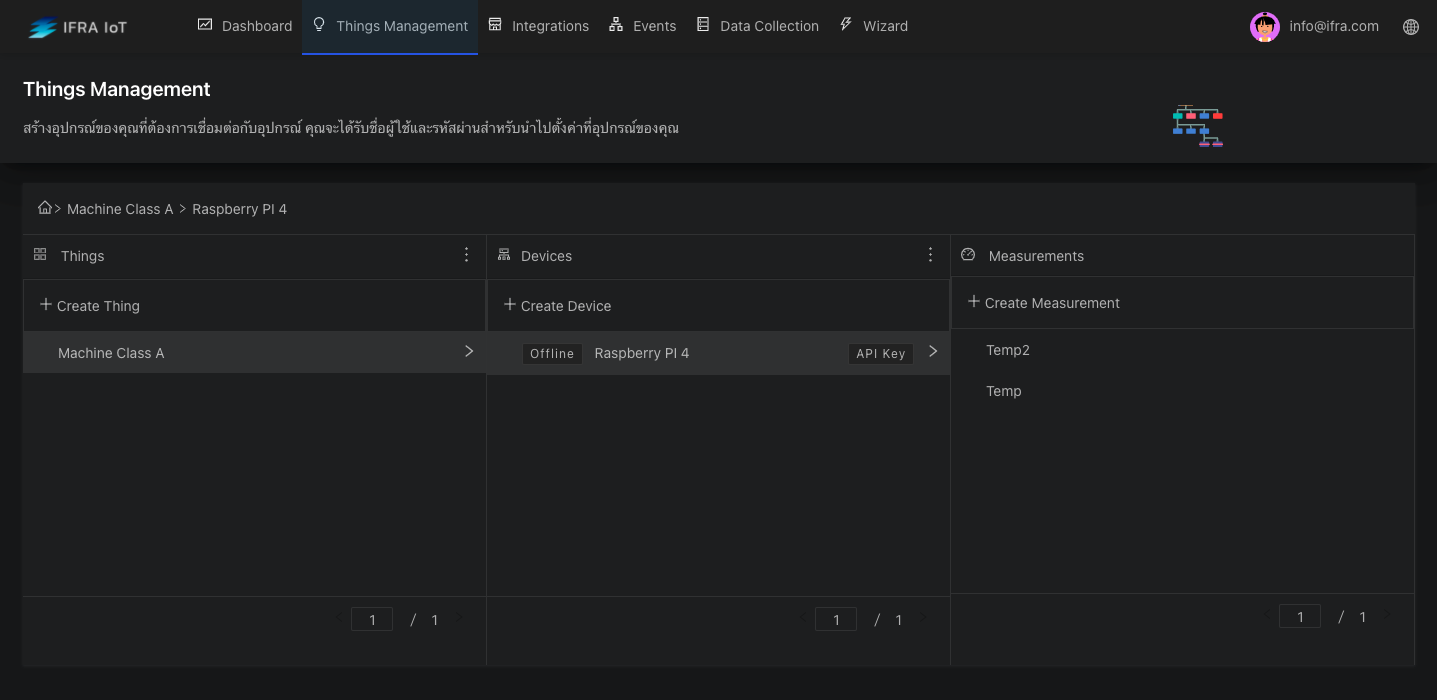 IFRA IoT Dashboard Things Management Integrations Events Data Collection Wizard info@ifra.com
Things Management
สร้างอุปกรณ์ของคุณที่ต้องการเชื่อมต่อกับอุปกรณ์ คุณจะได้รับชื่อผู้ใช้และรหัสผ่านสำหรับนำไปตั้งค่าที่อุปกรณ์ของคุณ
> Machine Class A > Raspberry PI 4
Things
Create Thing
Machine Class A
1 / 1
Devices
Create Device
Offline Raspberry PI 4 API Key
1 / 1
Measurements
Create Measurement
Temp2
Temp
1 / 1